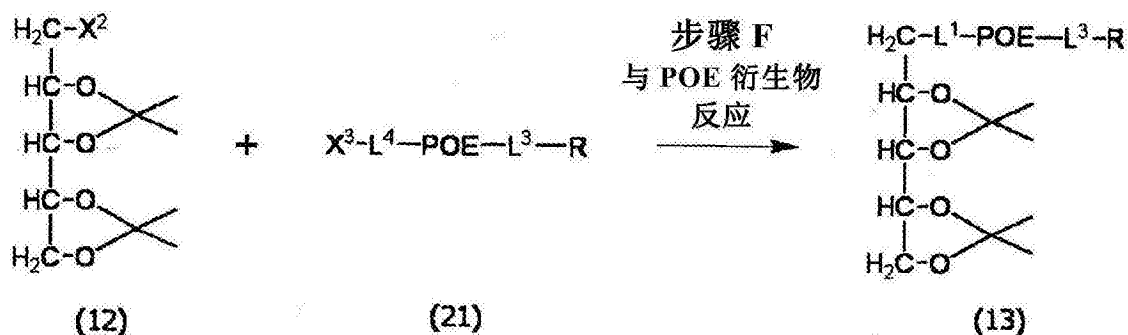 H₂C-X²
HC-O
HC-O
HC-O
H₂C-O
(12)
+
X³-L⁴-POE-L³-R
(21)
步骤 F
与 POE 衍生物
反应
H₂C-L¹-POE-L³-R
HC-O
HC-O
HC-O
H₂C-O
(13)